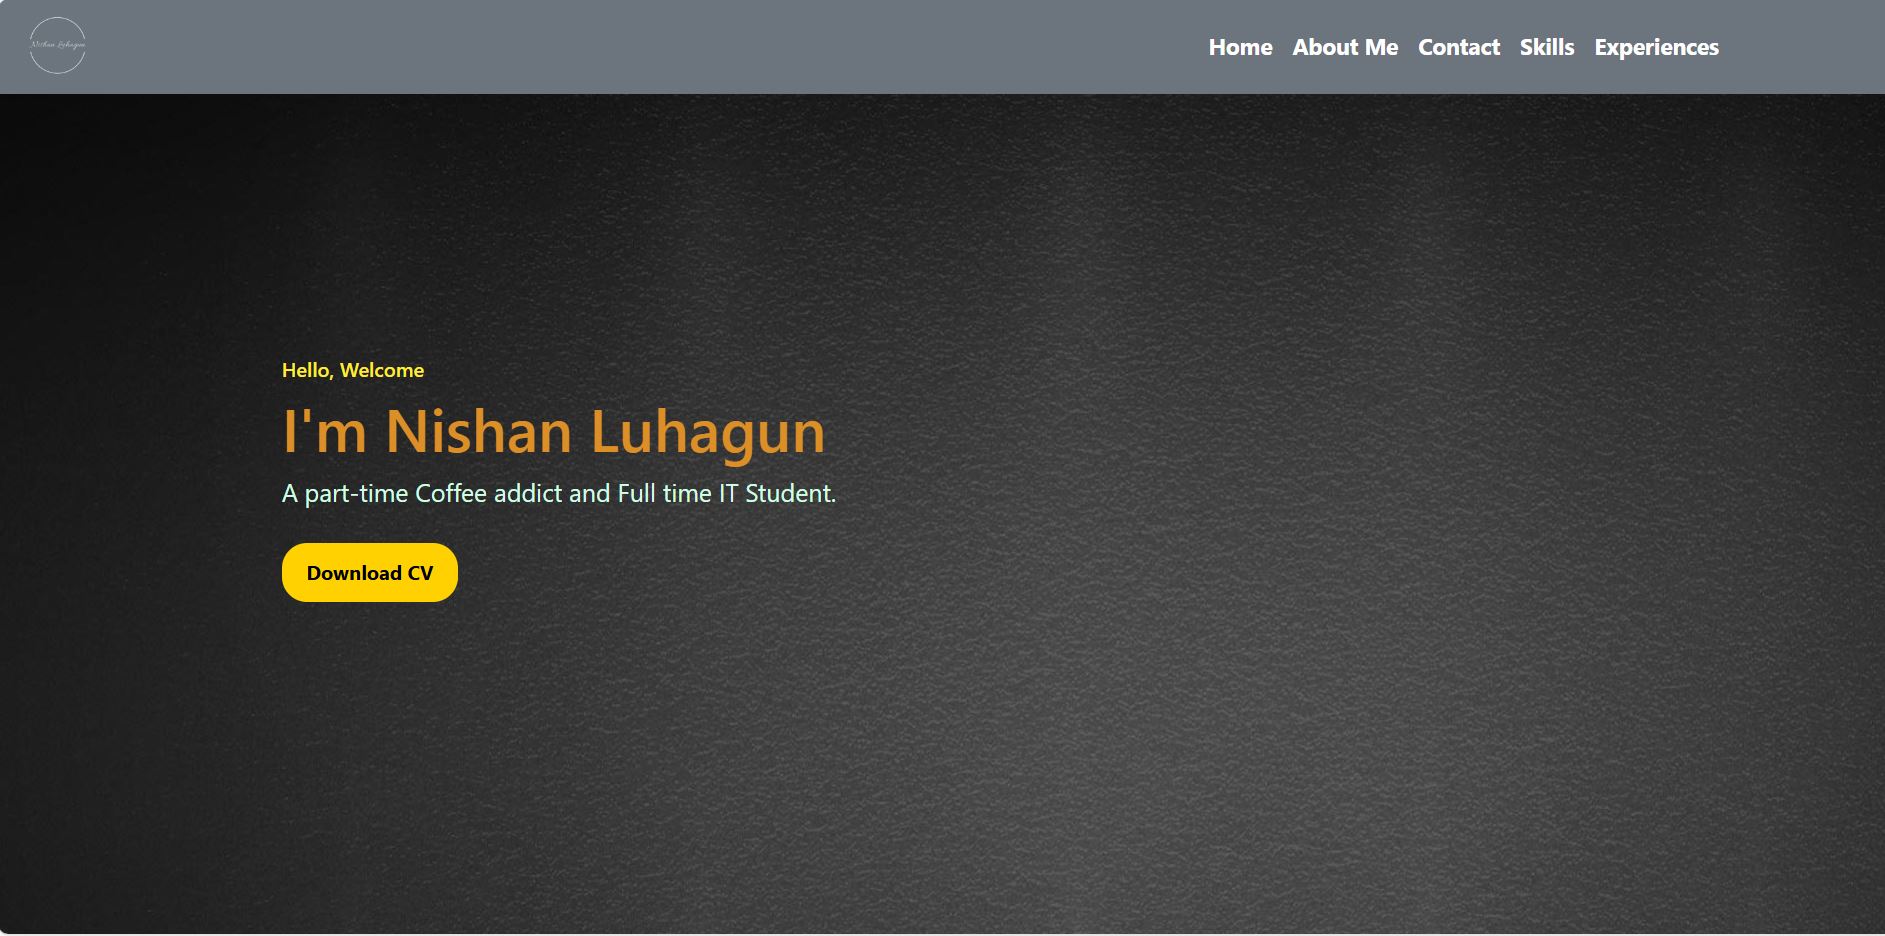 Nishan Luhagun
Home About Me Contact Skills Experiences
Hello, Welcome
I'm Nishan Luhagun
A part-time Coffee addict and Full time IT Student.
Download CV